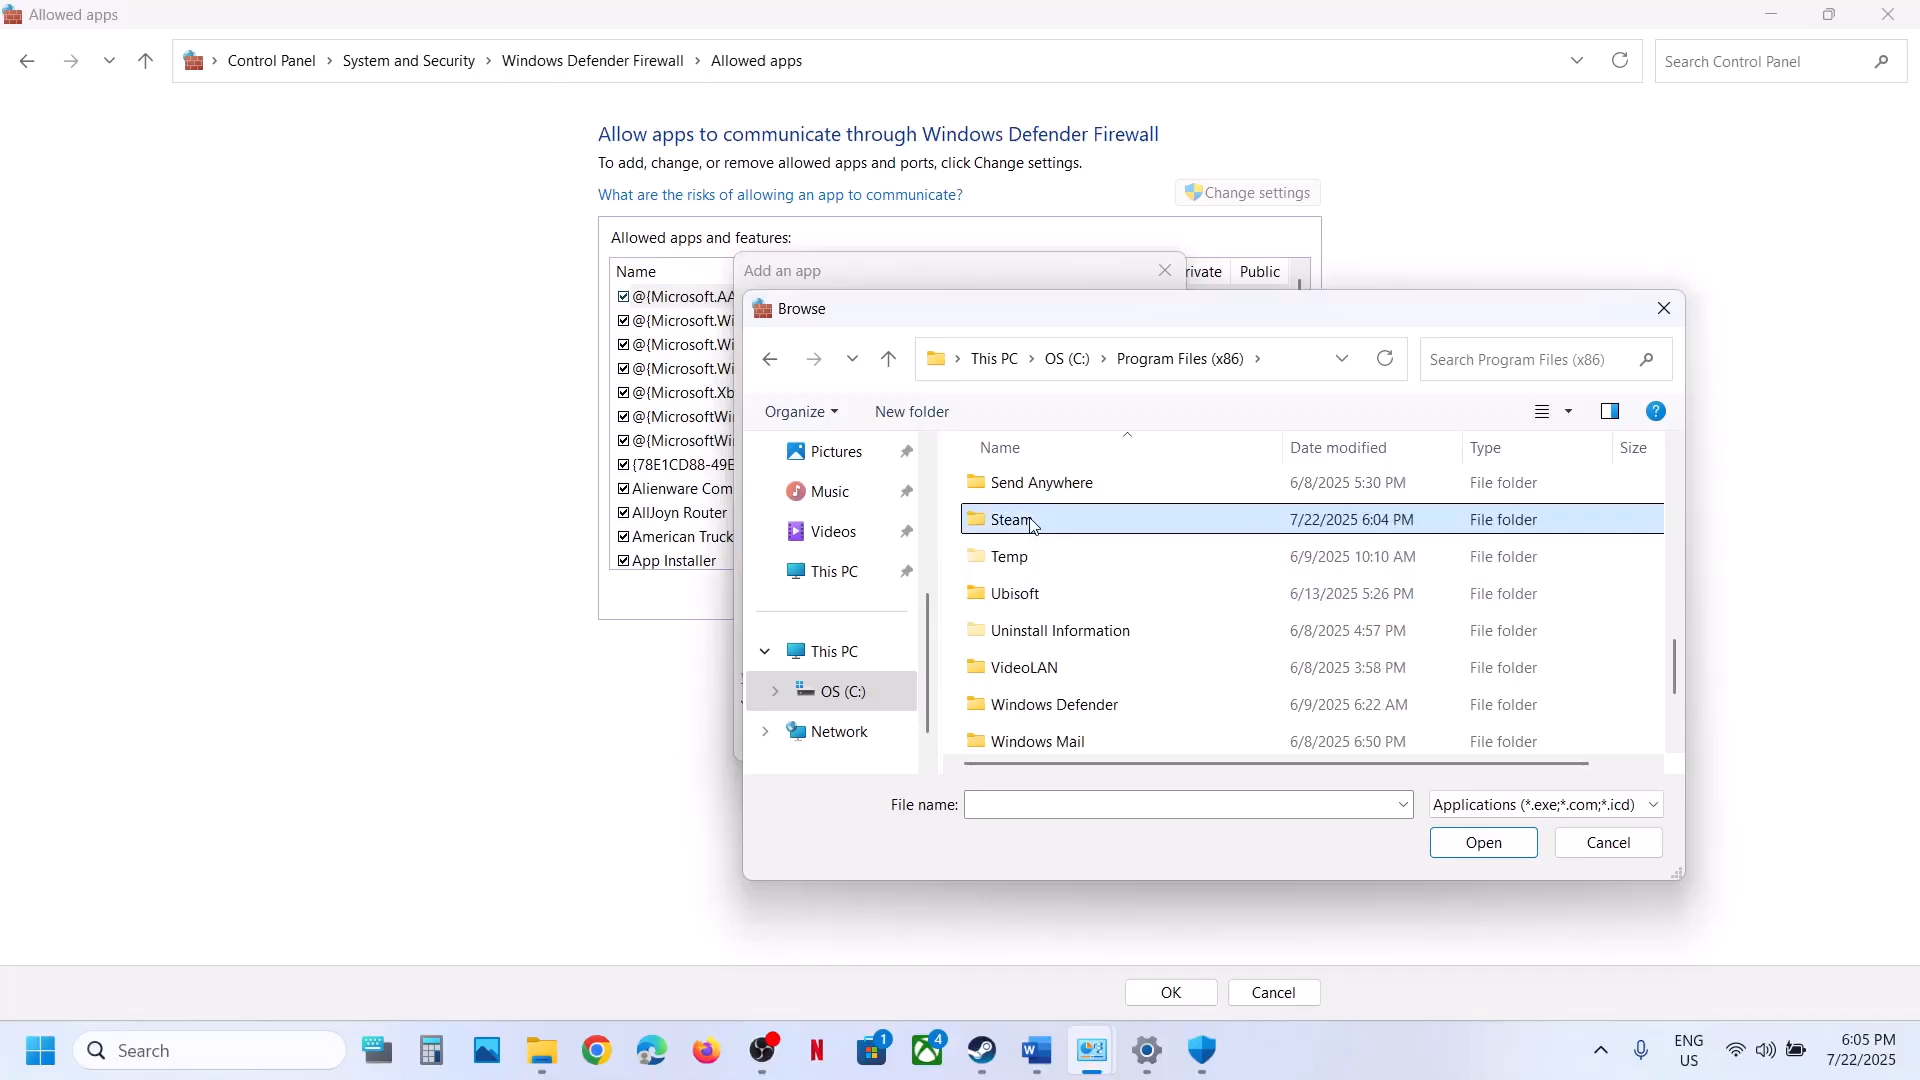 Allowed apps
Control Panel > System and Security > Windows Defender Firewall > Allowed apps
Search Control Panel
Allow apps to communicate through Windows Defender Firewall
To add, change, or remove allowed apps and ports, click Change settings.
What are the risks of allowing an app to communicate?
Change settings
Allowed apps and features:
Name
rivate
Public
@{Microsoft.AA
@{Microsoft.Wi
@{Microsoft.Wi
@{Microsoft.Wi
@{Microsoft.Xb
@{MicrosoftWi
@{MicrosoftWi
{78E1CD88-49E
Alienware Com
AllJoyn Router
American Truck
App Installer
Add an app
Browse
This PC > OS (C:) > Program Files (x86) >
Search Program Files (x86)
Organize
New folder
Pictures
Music
Videos
This PC
This PC
OS (C:)
Network
Name Date modified Type Size
Send Anywhere 6/8/2025 5:30 PM File folder
Steam 7/22/2025 6:04 PM File folder
Temp 6/9/2025 10:10 AM File folder
Ubisoft 6/13/2025 5:26 PM File folder
Uninstall Information 6/8/2025 4:57 PM File folder
VideoLAN 6/8/2025 3:58 PM File folder
Windows Defender 6/9/2025 6:22 AM File folder
Windows Mail 6/8/2025 6:50 PM File folder
File name:
Applications (*.exe;*.com;*.icd)
Open
Cancel
OK
Cancel
Search
1
4
ENG
US
6:05 PM
7/22/2025